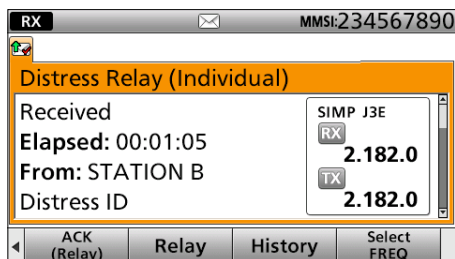 RX MMSI:234567890
Distress Relay (Individual)
Received
Elapsed: 00:01:05
From: STATION B
Distress ID
SIMP J3E
RX
2.182.0
TX
2.182.0
ACK (Relay) Relay History Select FREQ